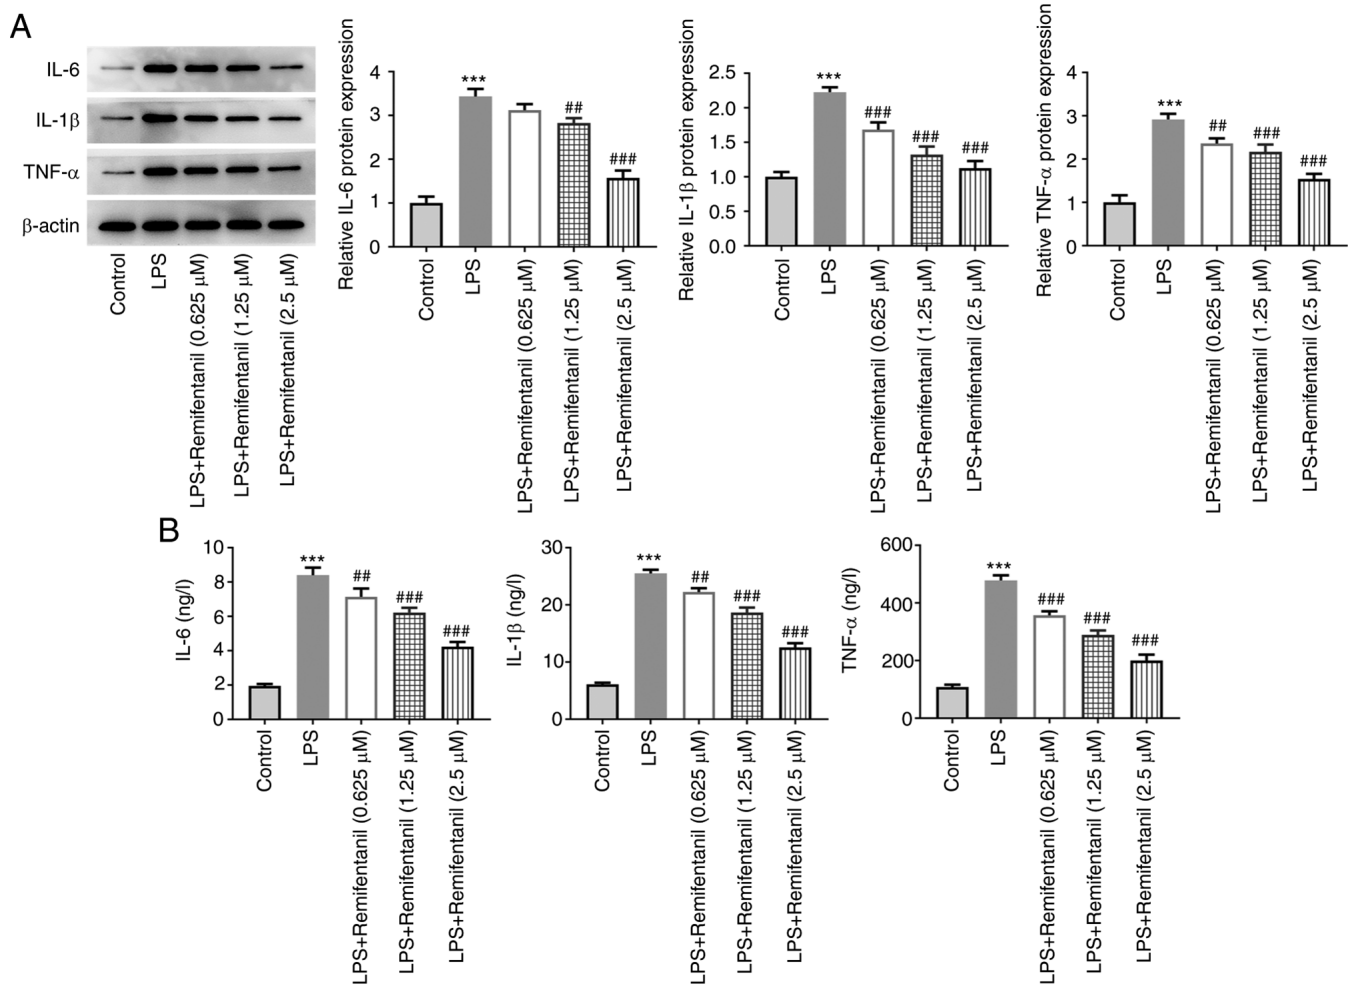 A
IL-6
IL-1β
TNF-α
β-actin
Control
LPS
LPS+Remifentanil (0.625 μM)
LPS+Remifentanil (1.25 μM)
LPS+Remifentanil (2.5 μM)
Relative IL-6 protein expression
4
3
2
1
0
***
##
###
Control
LPS
LPS+Remifentanil (0.625 μM)
LPS+Remifentanil (1.25 μM)
LPS+Remifentanil (2.5 μM)
Relative IL-1β protein expression
2.5
2.0
1.5
1.0
0.5
0.0
***
###
###
###
Control
LPS
LPS+Remifentanil (0.625 μM)
LPS+Remifentanil (1.25 μM)
LPS+Remifentanil (2.5 μM)
Relative TNF-α protein expression
4
3
2
1
0
***
##
###
###
Control
LPS
LPS+Remifentanil (0.625 μM)
LPS+Remifentanil (1.25 μM)
LPS+Remifentanil (2.5 μM)
B
IL-6 (ng/l)
10
8
6
4
2
0
***
##
###
###
Control
LPS
LPS+Remifentanil (0.625 μM)
LPS+Remifentanil (1.25 μM)
LPS+Remifentanil (2.5 μM)
IL-1β (ng/l)
30
20
10
0
***
##
###
###
Control
LPS
LPS+Remifentanil (0.625 μM)
LPS+Remifentanil (1.25 μM)
LPS+Remifentanil (2.5 μM)
TNF-α (ng/l)
600
400
200
0
***
###
###
###
Control
LPS
LPS+Remifentanil (0.625 μM)
LPS+Remifentanil (1.25 μM)
LPS+Remifentanil (2.5 μM)